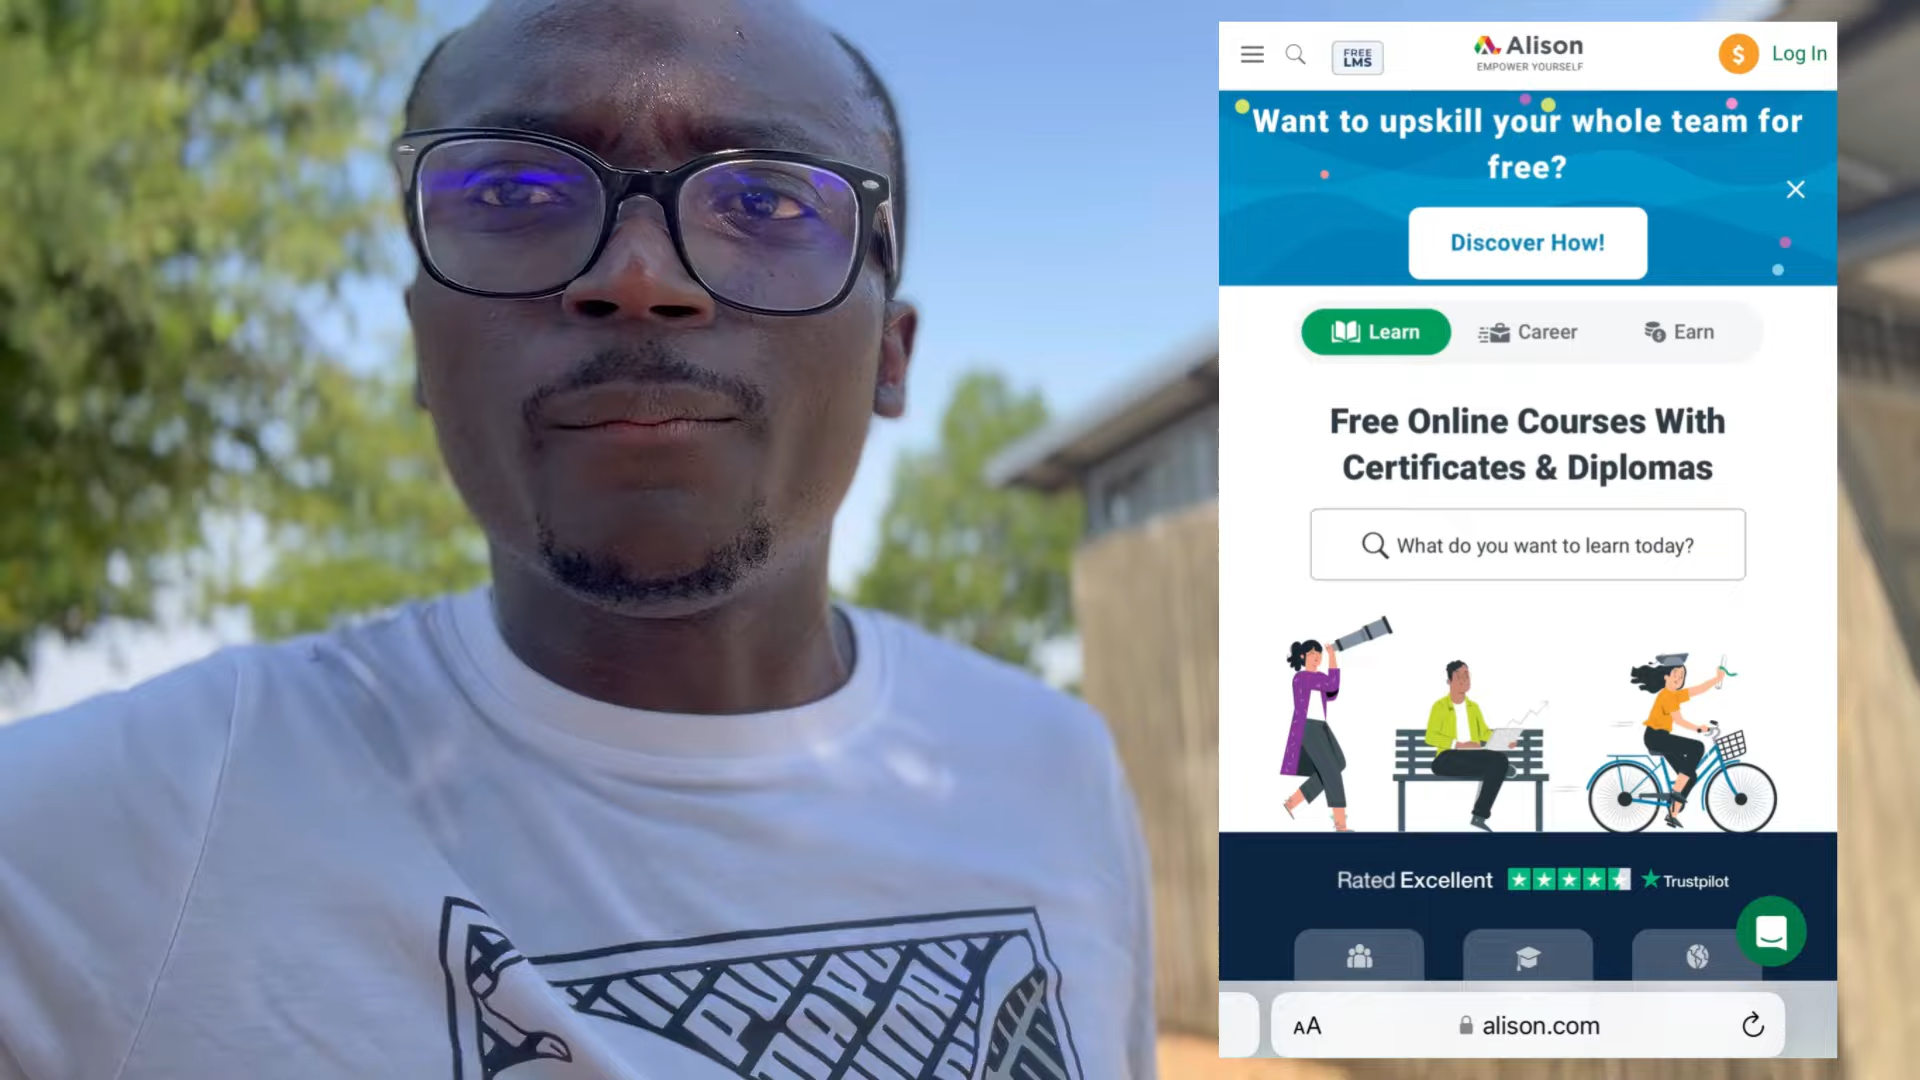 FREE
LMS
Alison
EMPOWER YOURSELF
$
Log In
Want to upskill your whole team for
free?
Discover How!
Learn
Career
Earn
Free Online Courses With
Certificates & Diplomas
What do you want to learn today?
Rated Excellent
Trustpilot
AA
alison.com